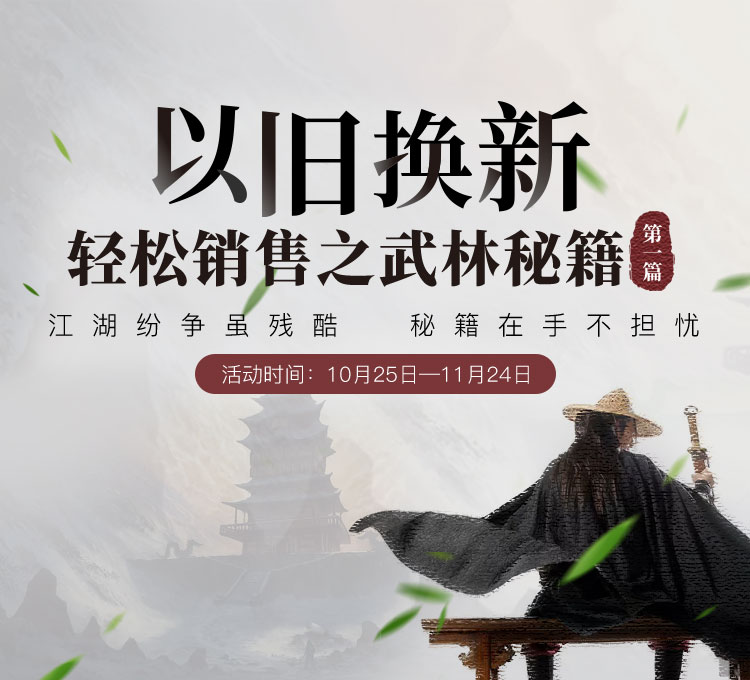 以旧换新
轻松销售之武林秘籍
第一篇
江湖纷争虽残酷 秘籍在手不担忧
活动时间：10月25日—11月24日